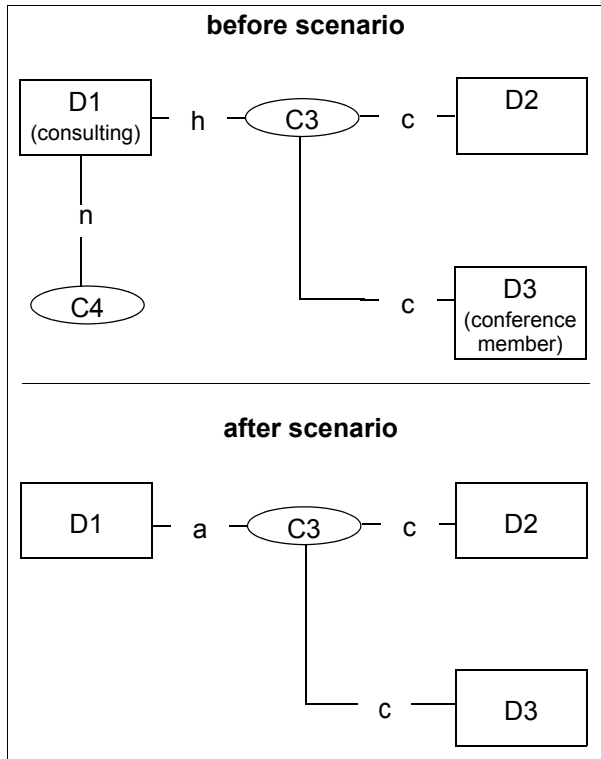 before scenario
D1
(consulting)
h
C3
c
D2
n
C4
c
D3
(conference
member)
after scenario
D1
a
C3
c
D2
c
D3